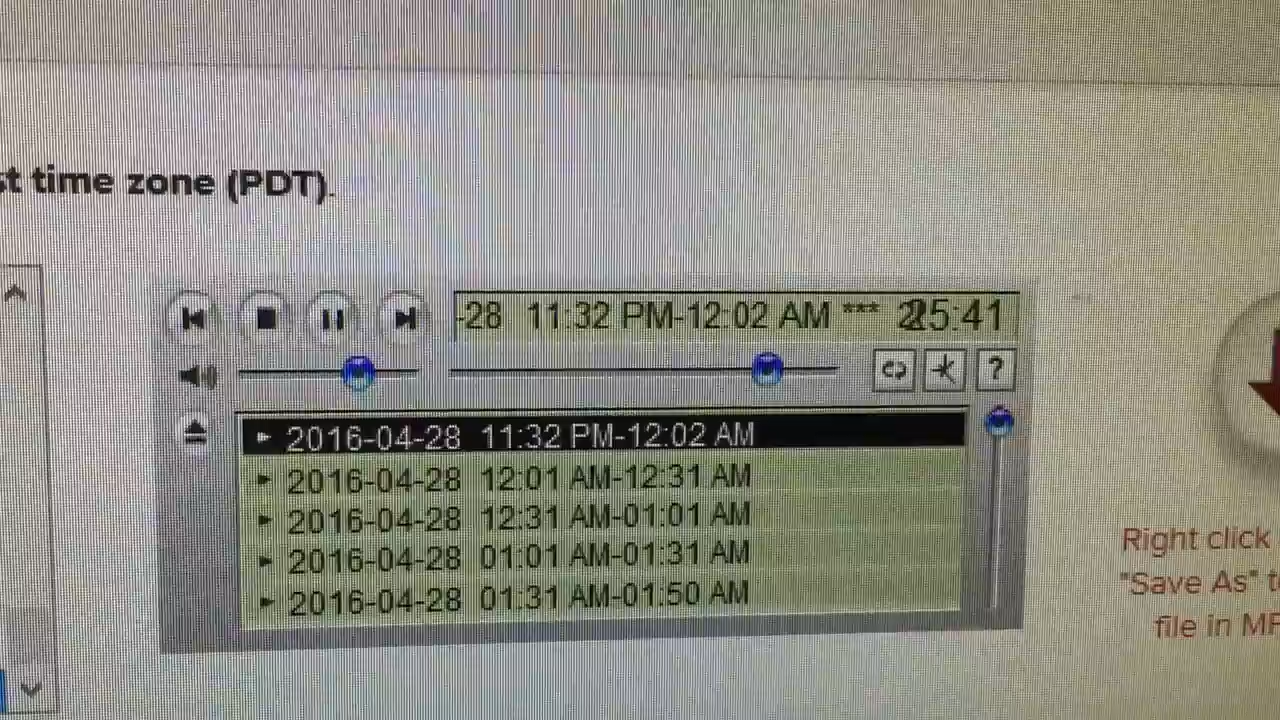 time zone (PDT).
-28 11:32 PM-12:02 AM *** 25:41
?
2016-04-28 11:32 PM-12:02 AM
2016-04-28 12:01 AM-12:31 AM
2016-04-28 12:31 AM-01:01 AM
2016-04-28 01:01 AM-01:31 AM
2016-04-28 01:31 AM-01:50 AM
Right click
"Save As"
file in